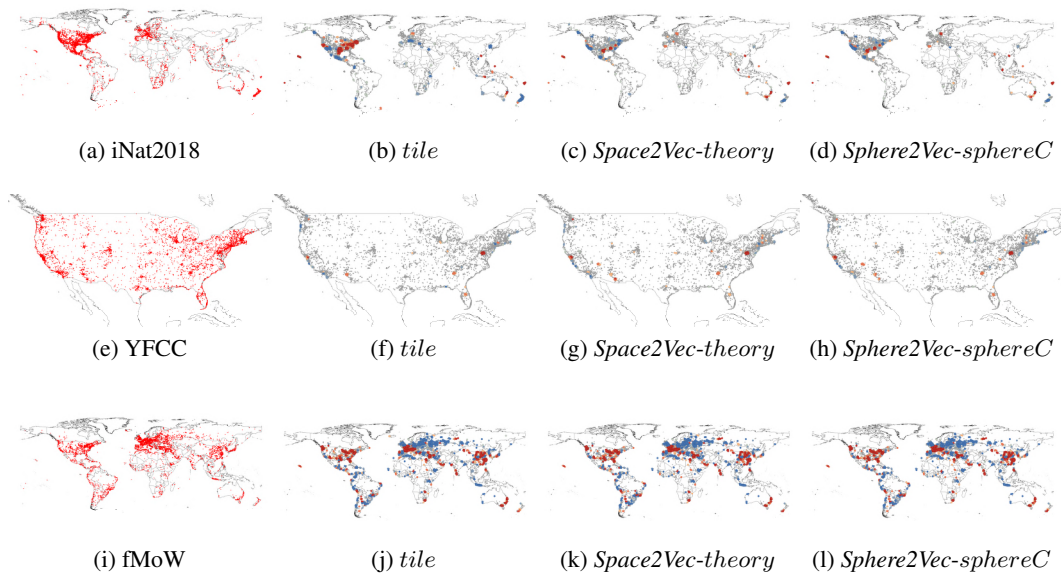 (a) iNat2018
(b) tile
(c) Space2Vec-theory
(d) Sphere2Vec-sphereC
(e) YFCC
(f) tile
(g) Space2Vec-theory
(h) Sphere2Vec-sphereC
(i) fMoW
(j) tile
(k) Space2Vec-theory
(l) Sphere2Vec-sphereC